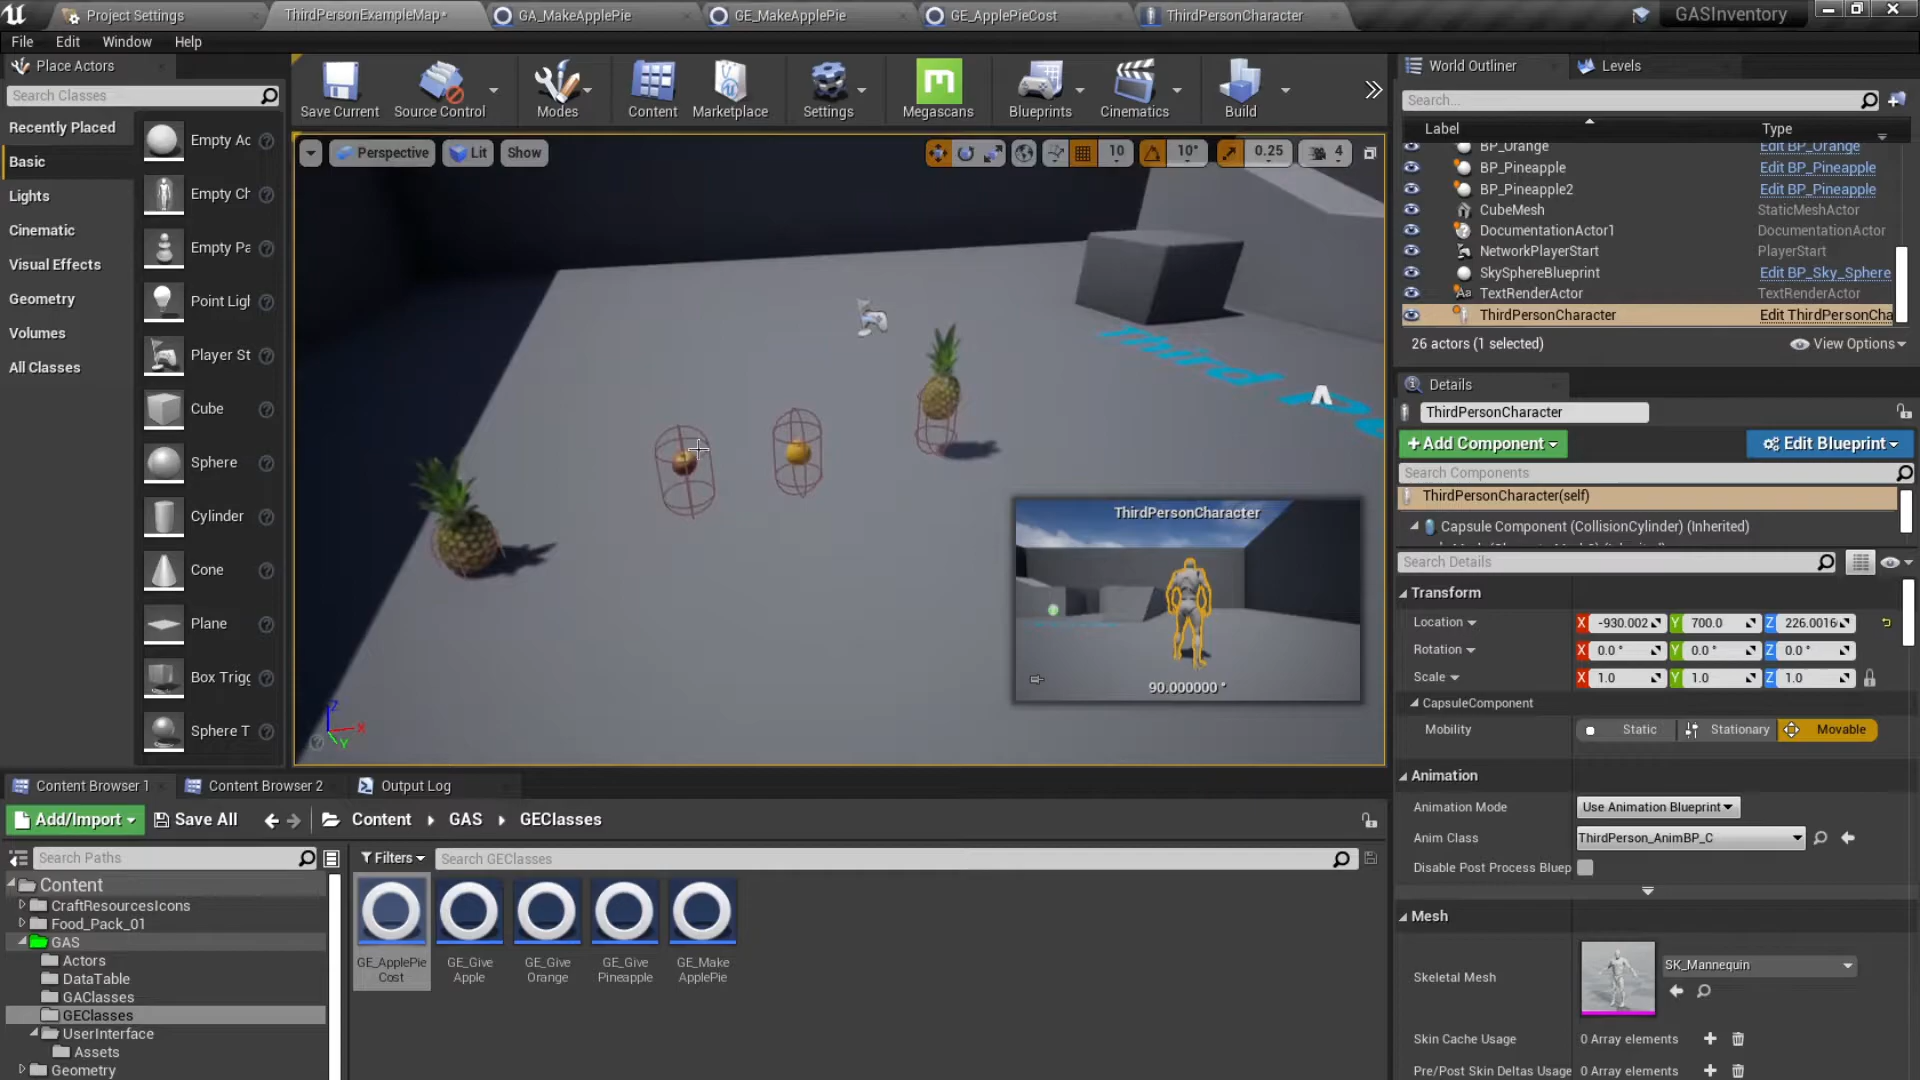 Project Settings
ThirdPersonExampleMap*
GA_MakeApplePie
GE_MakeApplePie
GE_ApplePieCost
ThirdPersonCharacter
GASInventory
File Edit Window Help
Place Actors
Search Classes
Recently Placed
Basic
Lights
Cinematic
Visual Effects
Geometry
Volumes
All Classes
Empty Ac
Empty Ch
Empty Pa
Point Ligl
Player St
Cube
Sphere
Cylinder
Cone
Plane
Box Trigg
Sphere T
Save Current
Source Control
Modes
Content
Marketplace
Settings
Megascans
Blueprints
Cinematics
Build
Perspective
Lit
Show
10
10°
0.25
4
ThirdPersonCharacter
90.000000 °
Z
X
Y
World Outliner
Levels
Search...
Label Type
BP_Orange Edit BP_Orange
BP_Pineapple Edit BP_Pineapple
BP_Pineapple2 Edit BP_Pineapple
CubeMesh StaticMeshActor
DocumentationActor1 DocumentationActor
NetworkPlayerStart PlayerStart
SkySphereBlueprint Edit BP_Sky_Sphere
TextRenderActor TextRenderActor
ThirdPersonCharacter Edit ThirdPersonCha
26 actors (1 selected)
View Options
Details
ThirdPersonCharacter
+Add Component
Edit Blueprint
Search Components
ThirdPersonCharacter(self)
Capsule Component (CollisionCylinder) (Inherited)
Search Details
Transform
Location X -930.002 Y 700.0 Z 226.0016
Rotation X 0.0 ° Y 0.0 ° Z 0.0 °
Scale X 1.0 Y 1.0 Z 1.0
CapsuleComponent
Mobility Static Stationary Movable
Animation
Animation Mode Use Animation Blueprint
Anim Class ThirdPerson_AnimBP_C
Disable Post Process Bluep
Mesh
Skeletal Mesh SK_Mannequin
Skin Cache Usage 0 Array elements
Pre/Post Skin Deltas Usage 0 Array elements
Content Browser 1
Content Browser 2
Output Log
Add/Import
Save All
Content
GAS
GEClasses
Search Paths
Filters
Search GEClasses
Content
CraftResourcesIcons
Food_Pack_01
GAS
Actors
DataTable
GAClasses
GEClasses
UserInterface
Assets
Geometry
GE_ApplePie
Cost
GE_Give
Apple
GE_Give
Orange
GE_Give
Pineapple
GE_Make
ApplePie